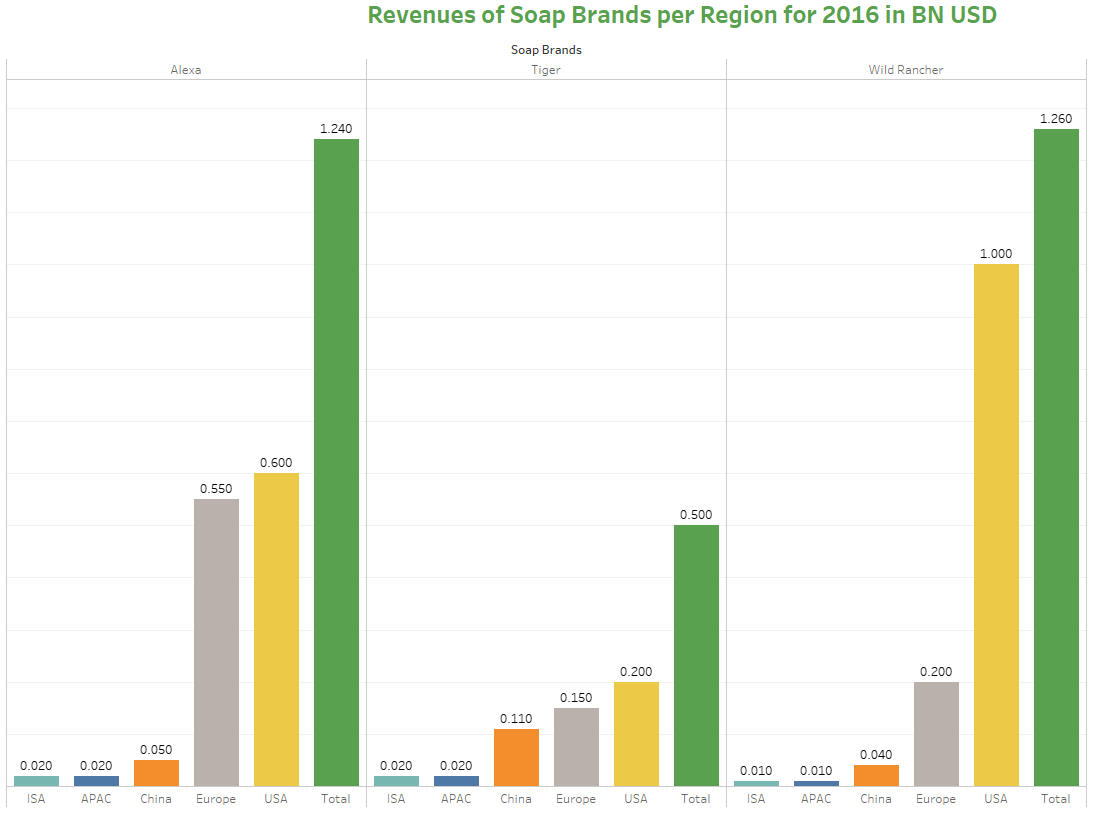 Revenues of Soap Brands per Region for 2016 in BN USD
Soap Brands
Alexa Tiger Wild Rancher
1.240 1.260
1.000
0.600
0.550
0.500
0.200 0.200
0.150
0.110
0.050 0.040
0.020 0.020 0.020 0.020 0.010 0.010
ISA APAC China Europe USA Total ISA APAC China Europe USA Total ISA APAC China Europe USA Total